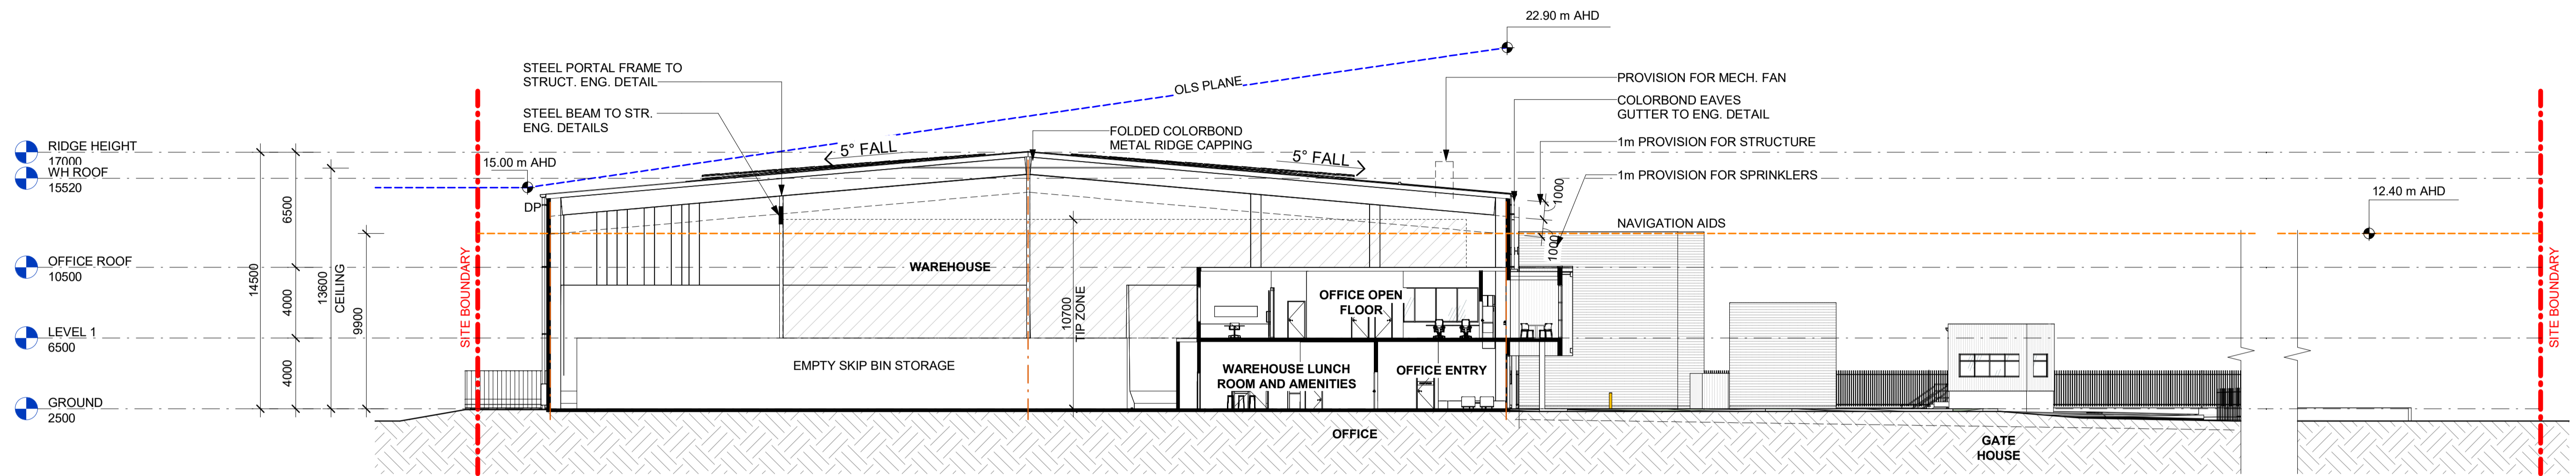 22.90 m AHD
STEEL PORTAL FRAME TO
STRUCT. ENG. DETAIL
OLS PLANE
PROVISION FOR MECH. FAN
COLORBOND EAVES
GUTTER TO ENG. DETAIL
STEEL BEAM TO STR.
ENG. DETAILS
FOLDED COLORBOND
METAL RIDGE CAPPING
1m PROVISION FOR STRUCTURE
RIDGE HEIGHT
17000
5° FALL
5° FALL
15.00 m AHD
WH ROOF
15520
1m PROVISION FOR SPRINKLERS
1000
12.40 m AHD
DP
6500
NAVIGATION AIDS
1000
OFFICE ROOF
10500
14500
4000
13600
CEILING
9900
WAREHOUSE
10700
TIP ZONE
OFFICE OPEN
FLOOR
SITE BOUNDARY
SITE BOUNDARY
LEVEL 1
6500
4000
EMPTY SKIP BIN STORAGE
WAREHOUSE LUNCH
ROOM AND AMENITIES
OFFICE ENTRY
GROUND
2500
OFFICE
GATE
HOUSE